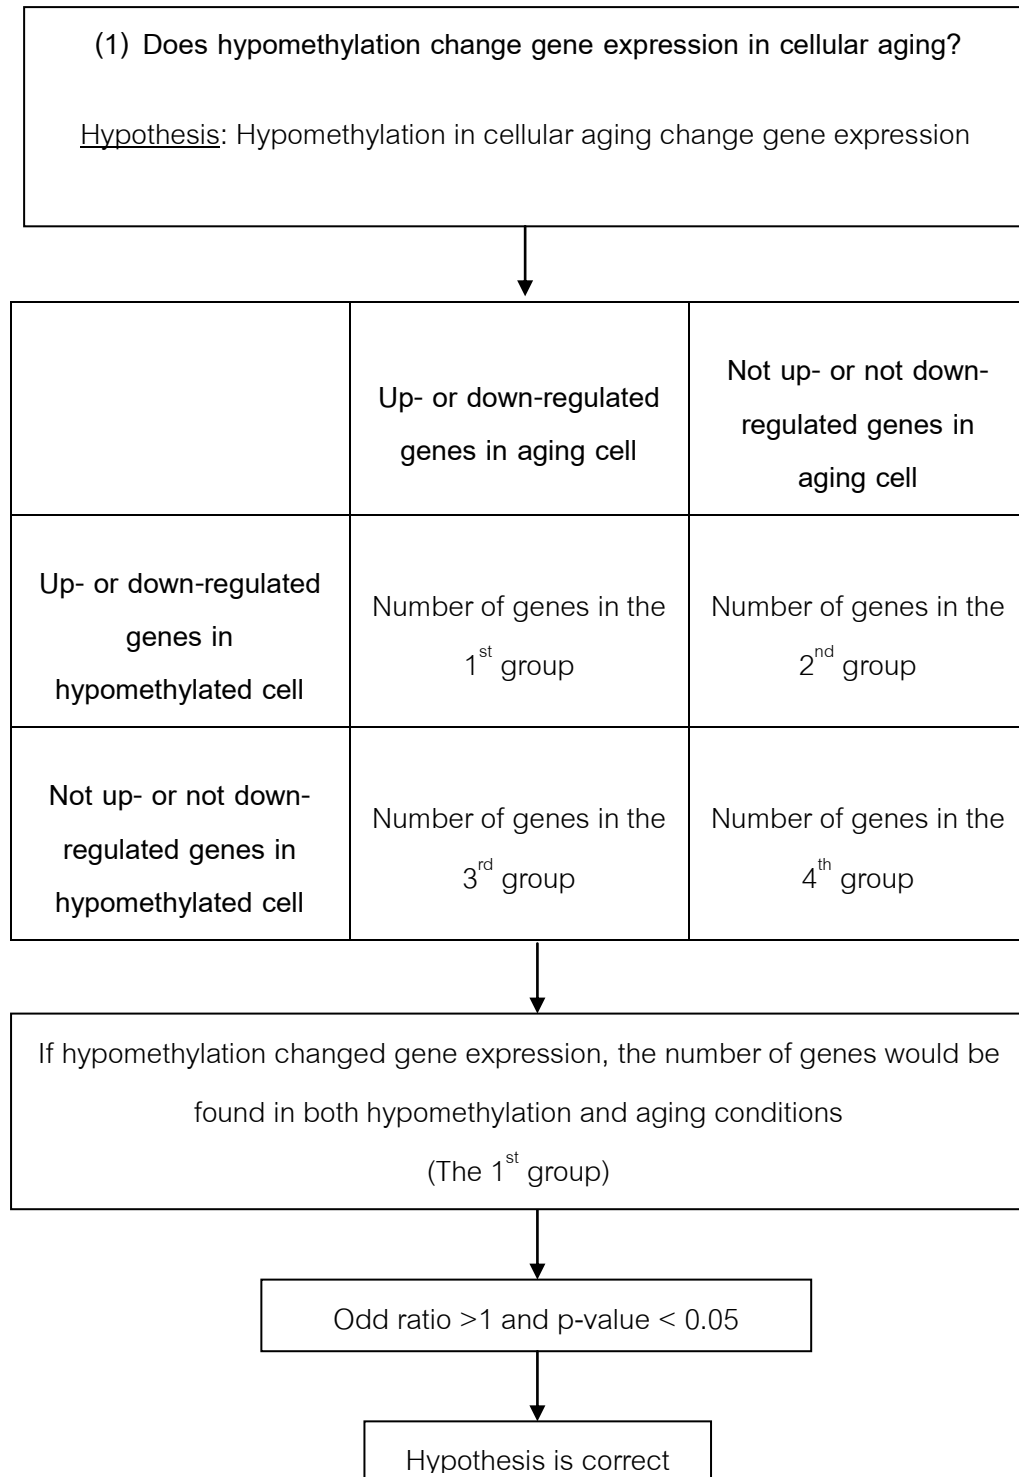 (1) Does hypomethylation change gene expression in cellular aging?
Hypothesis: Hypomethylation in cellular aging change gene expression
Up- or down-regulated
genes in aging cell
Not up- or not down-
regulated genes in
aging cell
Up- or down-regulated
genes in
hypomethylated cell
Number of genes in the
1st group
Number of genes in the
2nd group
Not up- or not down-
regulated genes in
hypomethylated cell
Number of genes in the
3rd group
Number of genes in the
4th group
If hypomethylation changed gene expression, the number of genes would be
found in both hypomethylation and aging conditions
(The 1st group)
Odd ratio >1 and p-value < 0.05
Hypothesis is correct